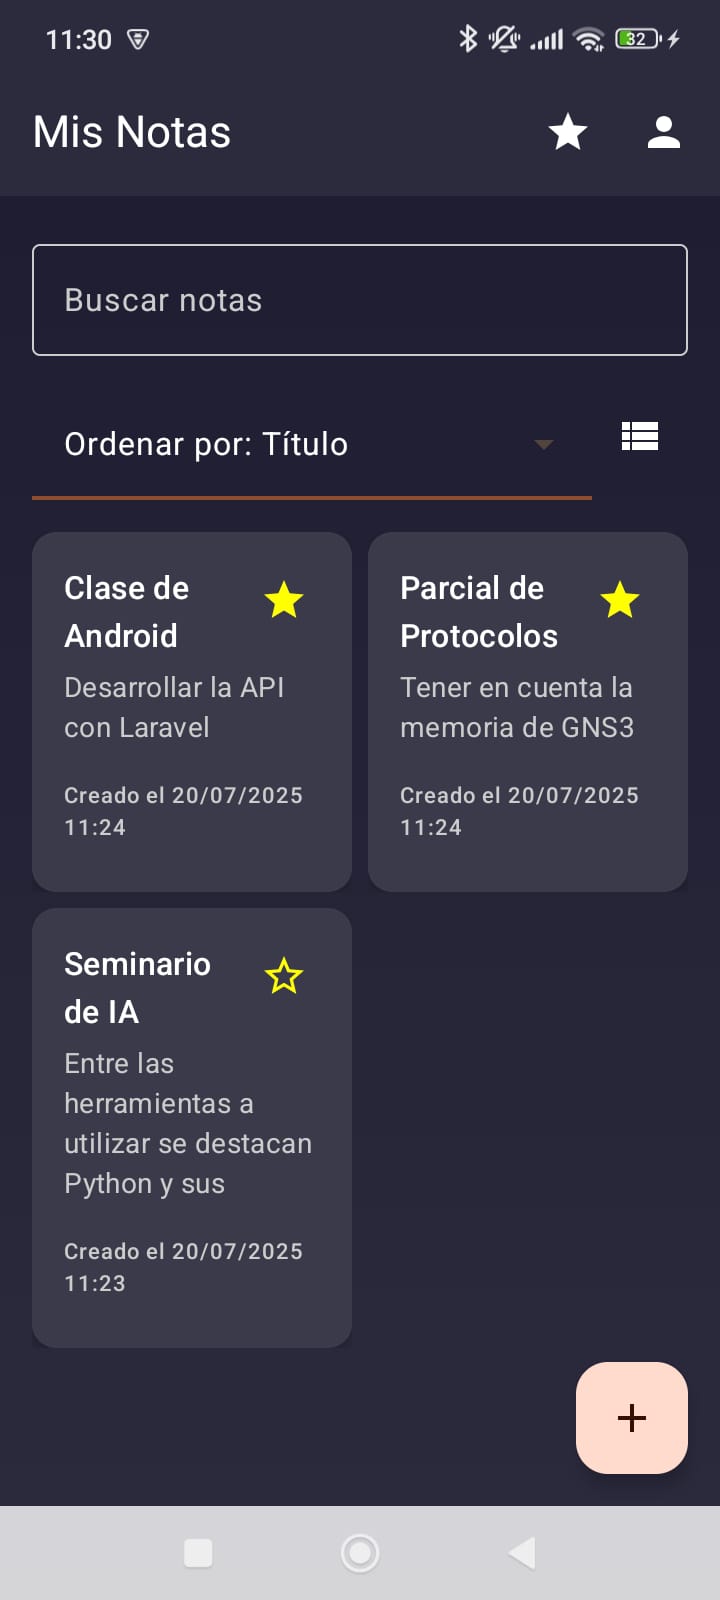 11:30
32
Mis Notas
Buscar notas
Ordenar por: Título
Clase de
Android
Desarrollar la API
con Laravel
Creado el 20/07/2025
11:24
Parcial de
Protocolos
Tener en cuenta la
memoria de GNS3
Creado el 20/07/2025
11:24
Seminario
de IA
Entre las
herramientas a
utilizar se destacan
Python y sus
Creado el 20/07/2025
11:23